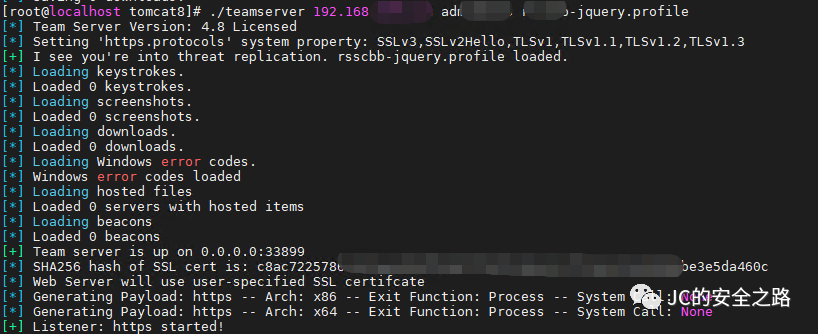 [root@localhost tomcat8]# ./teamserver 192.168 adm bb-jquery.profile
[*] Team Server Version: 4.8 Licensed
[*] Setting 'https.protocols' system property: SSLv3,SSLv2Hello,TLSv1,TLSv1.1,TLSv1.2,TLSv1.3
[+] I see you're into threat replication. rsscbb-jquery.profile loaded.
[*] Loading keystrokes.
[*] Loaded 0 keystrokes.
[*] Loading screenshots.
[*] Loaded 0 screenshots.
[*] Loading downloads.
[*] Loaded 0 downloads.
[*] Loading Windows error codes.
[*] Windows error codes loaded
[*] Loading hosted files
[*] Loaded 0 servers with hosted items
[*] Loading beacons
[*] Loaded 0 beacons
[+] Team server is up on 0.0.0.0:33899
[*] SHA256 hash of SSL cert is: c8ac722578 be3e5da460c
[*] Web Server will use user-specified SSL certifcate
[*] Generating Payload: https -- Arch: x86 -- Exit Function: Process -- System Call: None
[*] Generating Payload: https -- Arch: x64 -- Exit Function: Process -- System Call: None
[+] Listener: https started!
JC的安全之路